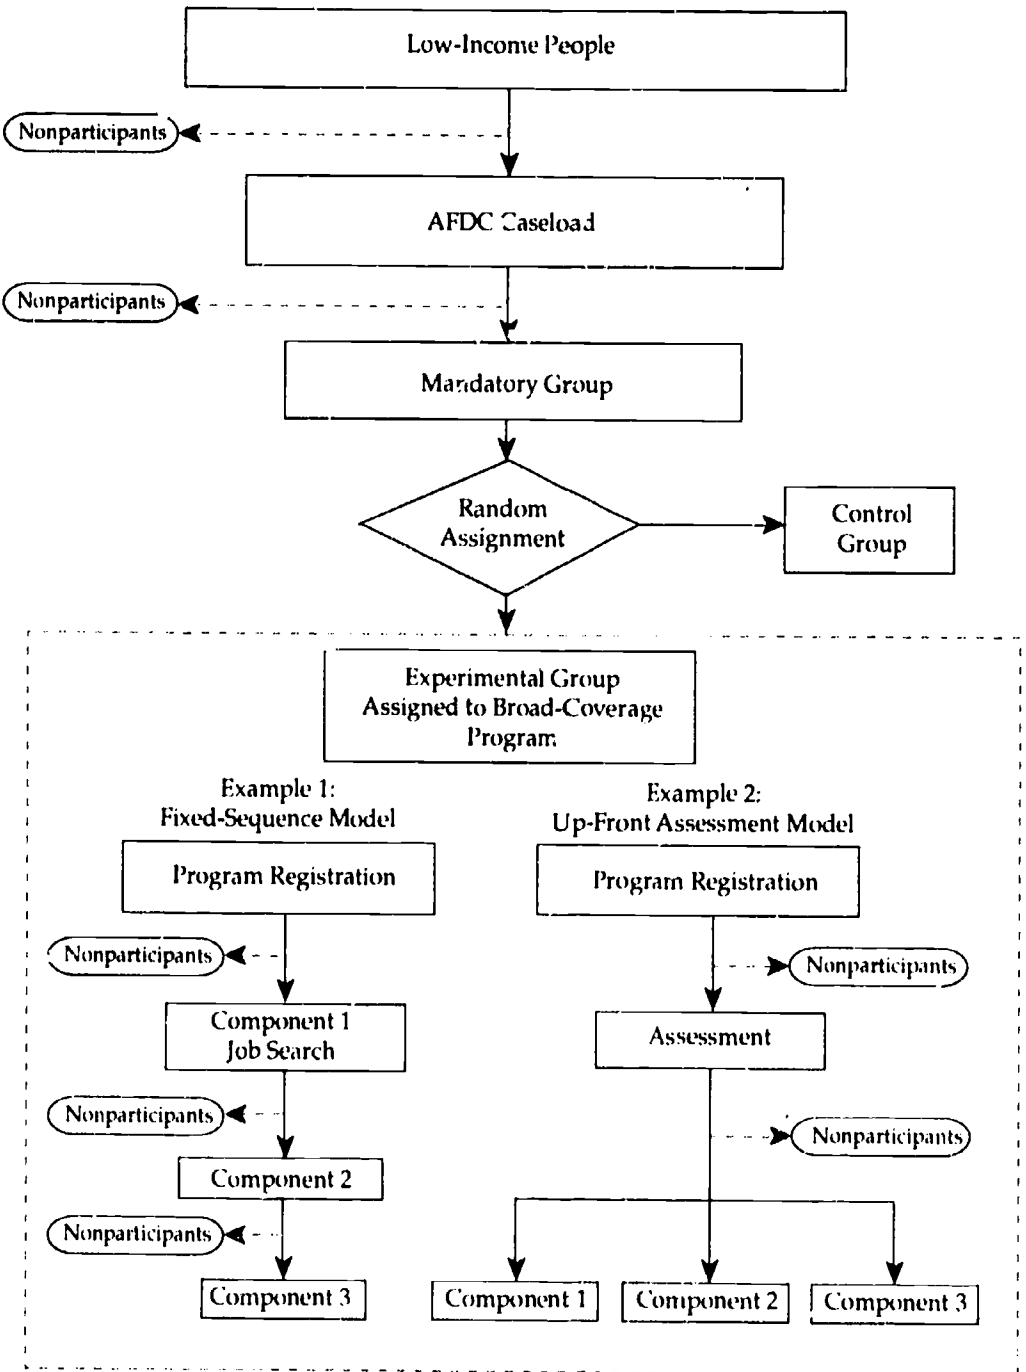 Low-Income People
Nonparticipants
AFDC Caseload
Nonparticipants
Mandatory Group
Random
Assignment
Control
Group
Experimental Group
Assigned to Broad-Coverage
Program
Example 1:
Fixed-Sequence Model
Program Registration
Nonparticipants
Component 1
Job Search
Nonparticipants
Component 2
Nonparticipants
Component 3
Example 2:
Up-Front Assessment Model
Program Registration
Nonparticipants
Assessment
Nonparticipants
Component 1
Component 2
Component 3